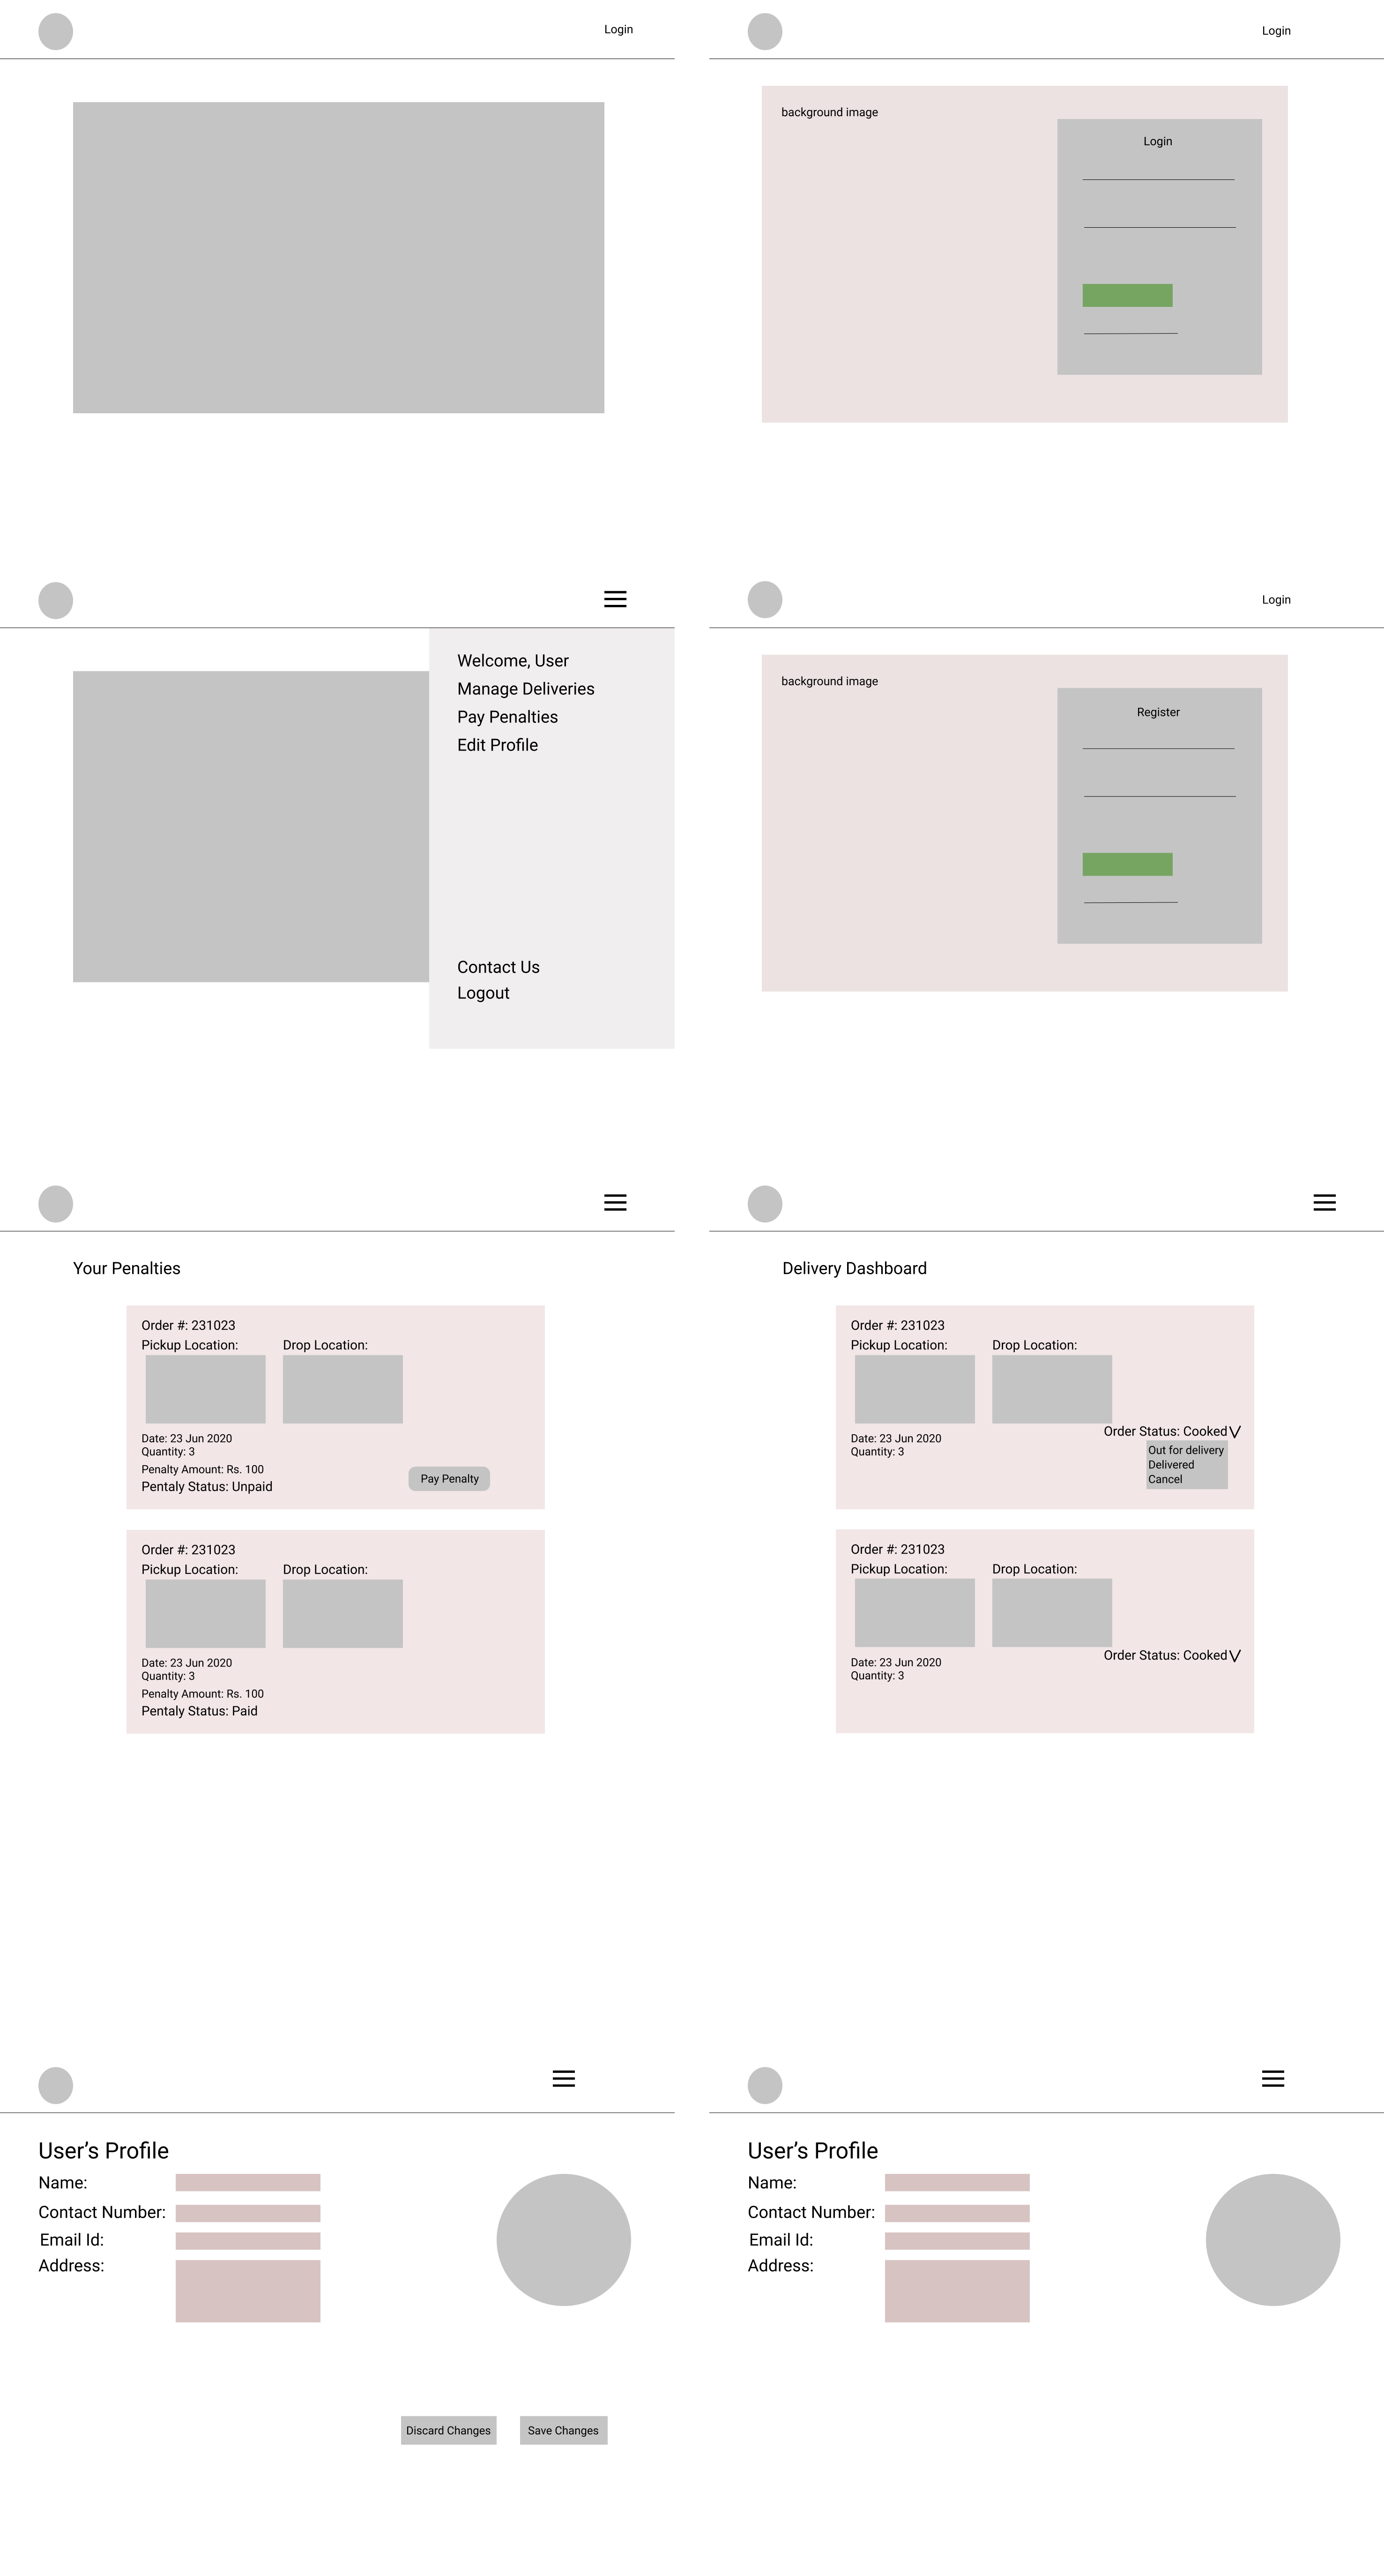 Login
Login
background image
Login
Welcome, User
Manage Deliveries
Pay Penalties
Edit Profile
Contact Us
Logout
Login
background image
Register
Your Penalties
Order #: 231023
Pickup Location:
Drop Location:
Date: 23 Jun 2020
Quantity: 3
Penalty Amount: Rs. 100
Pentaly Status: Unpaid
Pay Penalty
Order #: 231023
Pickup Location:
Drop Location:
Date: 23 Jun 2020
Quantity: 3
Penalty Amount: Rs. 100
Pentaly Status: Paid
Delivery Dashboard
Order #: 231023
Pickup Location:
Drop Location:
Date: 23 Jun 2020
Quantity: 3
Order Status: Cooked
Out for delivery
Delivered
Cancel
Order #: 231023
Pickup Location:
Drop Location:
Date: 23 Jun 2020
Quantity: 3
Order Status: Cooked
User’s Profile
Name:
Contact Number:
Email Id:
Address:
Discard Changes
Save Changes
User’s Profile
Name:
Contact Number:
Email Id:
Address: